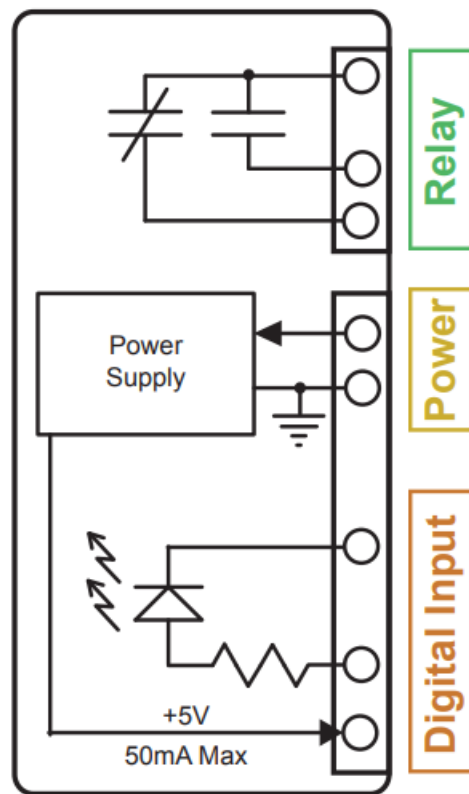 Relay
Power
Supply
Power
Digital Input
+5V
50mA Max